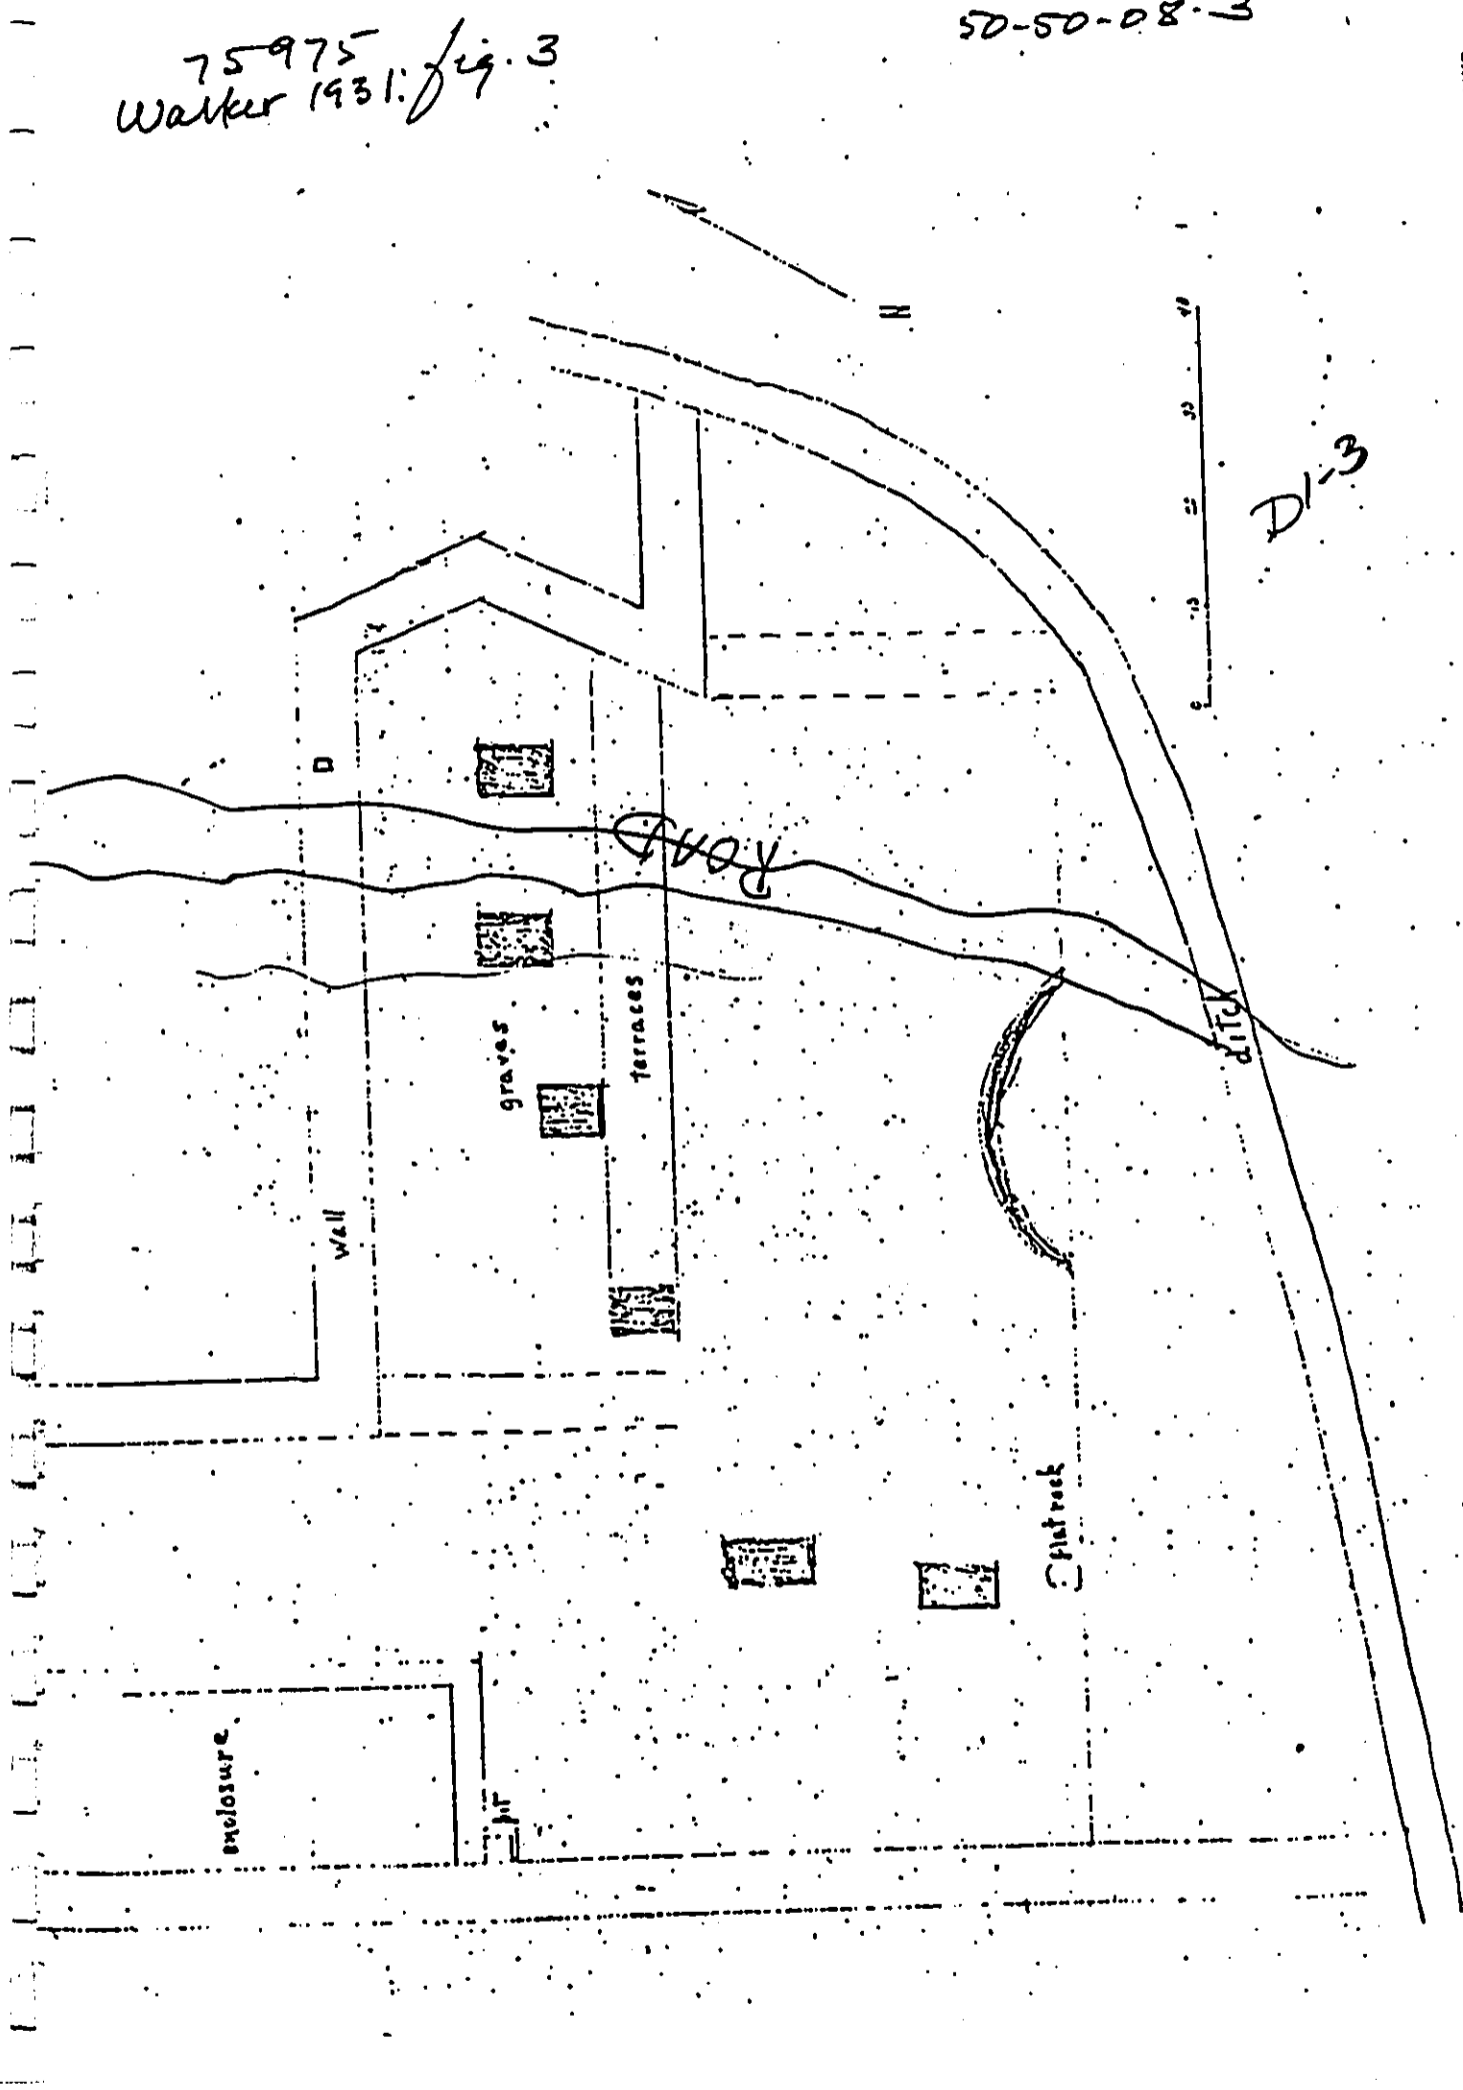 50-50-08-3
75975
Walker 1931: fig. 3
N
40
D1-3
ROAD
ditch
graves
terraces
wall
flat rock
enclosure
pit